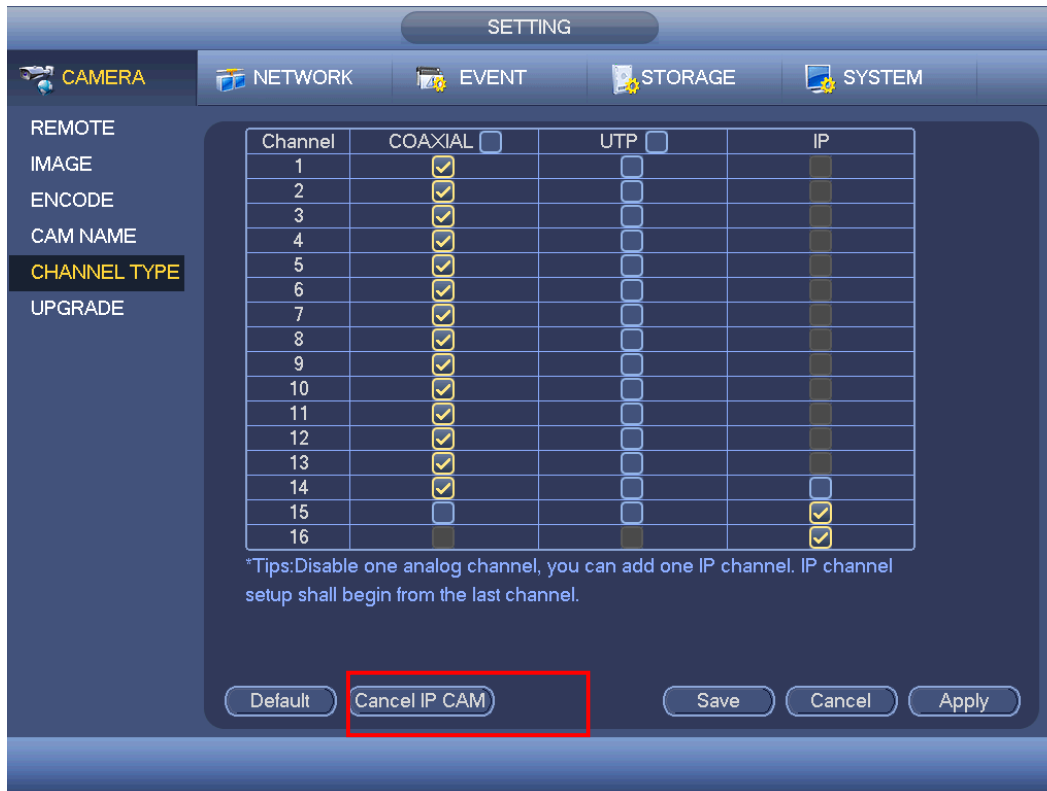 SETTING
CAMERA NETWORK EVENT STORAGE SYSTEM
REMOTE
IMAGE
ENCODE
CAM NAME
CHANNEL TYPE
UPGRADE
Channel COAXIAL UTP IP
1
2
3
4
5
6
7
8
9
10
11
12
13
14
15
16
*Tips:Disable one analog channel, you can add one IP channel. IP channel
setup shall begin from the last channel.
Default Cancel IP CAM Save Cancel Apply